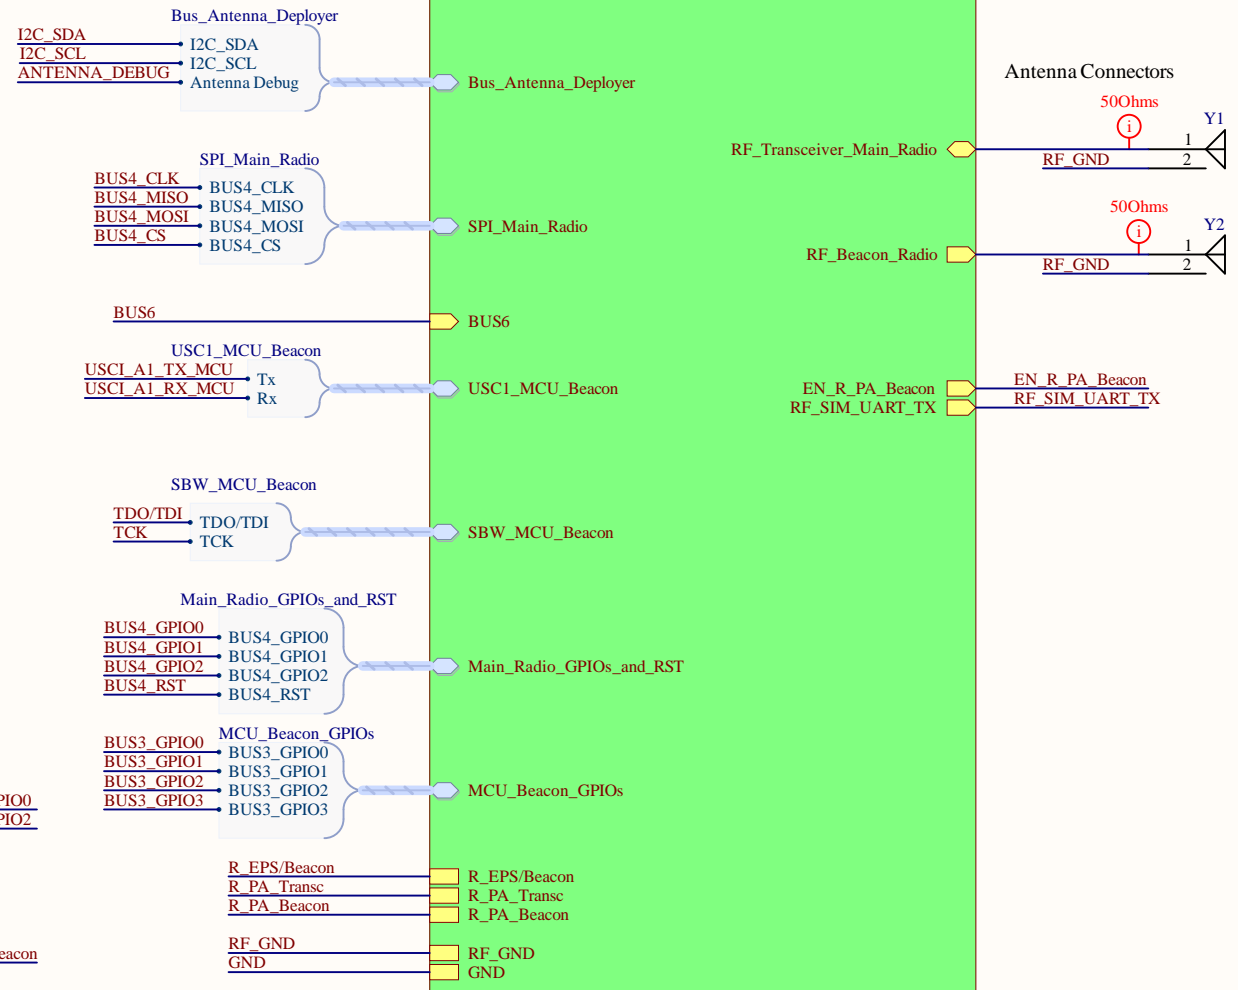 Bus_Antenna_Deployer
I2C_SDA
I2C_SCL
ANTENNA_DEBUG
I2C_SDA
I2C_SCL
Antenna Debug
Bus_Antenna_Deployer
SPI_Main_Radio
BUS4_CLK
BUS4_MISO
BUS4_MOSI
BUS4_CS
BUS4_CLK
BUS4_MISO
BUS4_MOSI
BUS4_CS
SPI_Main_Radio
BUS6
BUS6
USC1_MCU_Beacon
USCI_A1_TX_MCU
USCI_A1_RX_MCU
Tx
Rx
USC1_MCU_Beacon
SBW_MCU_Beacon
TDO/TDI
TCK
TDO/TDI
TCK
SBW_MCU_Beacon
Main_Radio_GPIOs_and_RST
BUS4_GPIO0
BUS4_GPIO1
BUS4_GPIO2
BUS4_RST
BUS4_GPIO0
BUS4_GPIO1
BUS4_GPIO2
BUS4_RST
Main_Radio_GPIOs_and_RST
MCU_Beacon_GPIOs
BUS3_GPIO0
BUS3_GPIO1
BUS3_GPIO2
BUS3_GPIO3
BUS3_GPIO0
BUS3_GPIO1
BUS3_GPIO2
BUS3_GPIO3
MCU_Beacon_GPIOs
PIO0
PIO2
R_EPS/Beacon
R_PA_Transc
R_PA_Beacon
R_EPS/Beacon
R_PA_Transc
R_PA_Beacon
eacon
RF_GND
GND
RF_GND
GND
Antenna Connectors
50Ohms
i
Y1
RF_Transceiver_Main_Radio
1
RF_GND
2
50Ohms
i
Y2
RF_Beacon_Radio
1
RF_GND
2
EN_R_PA_Beacon
RF_SIM_UART_TX
EN_R_PA_Beacon
RF_SIM_UART_TX